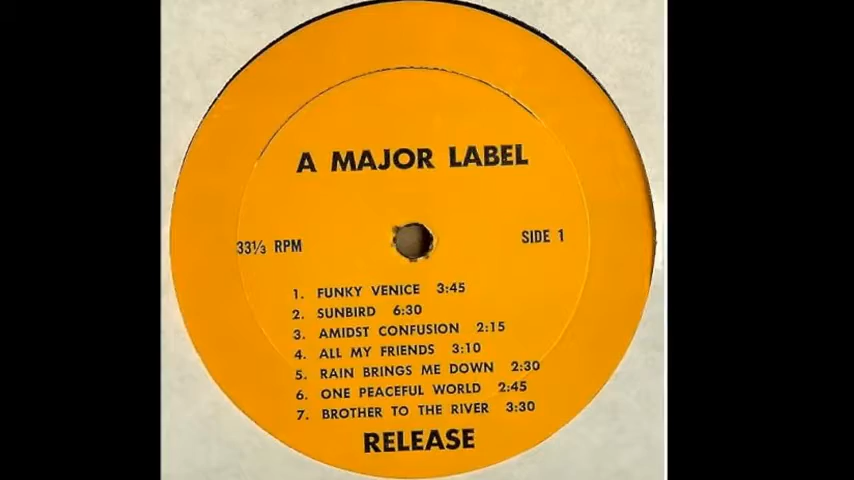 A MAJOR LABEL
33⅓ RPM
SIDE 1
1. FUNKY VENICE 3:45
2. SUNBIRD 6:30
3. AMIDST CONFUSION 2:15
4. ALL MY FRIENDS 3:10
5. RAIN BRINGS ME DOWN 2:30
6. ONE PEACEFUL WORLD 2:45
7. BROTHER TO THE RIVER 3:30
RELEASE